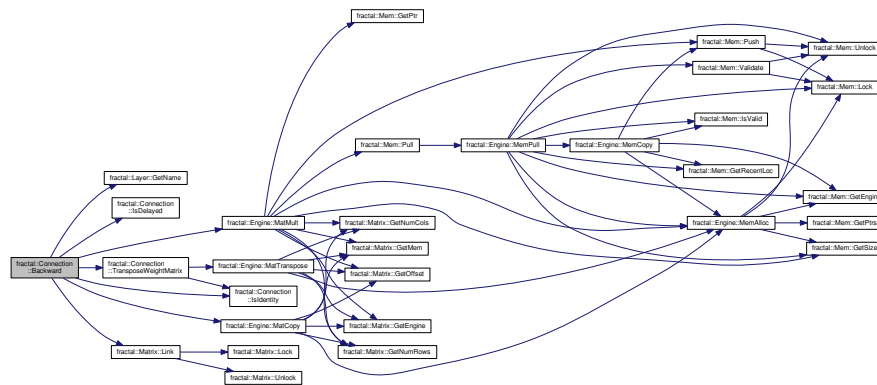 fractal::Connection
::Backward
fractal::Layer::GetName
fractal::Connection
::IsDelayed
fractal::Engine::MatMult
fractal::Connection
::TransposeWeightMatrix
fractal::Connection
::IsIdentity
fractal::Engine::MatCopy
fractal::Matrix::Link
fractal::Engine::MatTranspose
fractal::Matrix::Lock
fractal::Matrix::Unlock
fractal::Mem::GetPtr
fractal::Mem::Pull
fractal::Matrix::GetNumCols
fractal::Matrix::GetMem
fractal::Matrix::GetOffset
fractal::Matrix::GetEngine
fractal::Matrix::GetNumRows
fractal::Engine::MemPull
fractal::Engine::MemCopy
fractal::Mem::Push
fractal::Mem::Validate
fractal::Mem::IsValid
fractal::Mem::GetRecentLoc
fractal::Engine::MemAlloc
fractal::Mem::Unlock
fractal::Mem::Lock
fractal::Mem::GetEngine
fractal::Mem::GetPtrs
fractal::Mem::GetSize